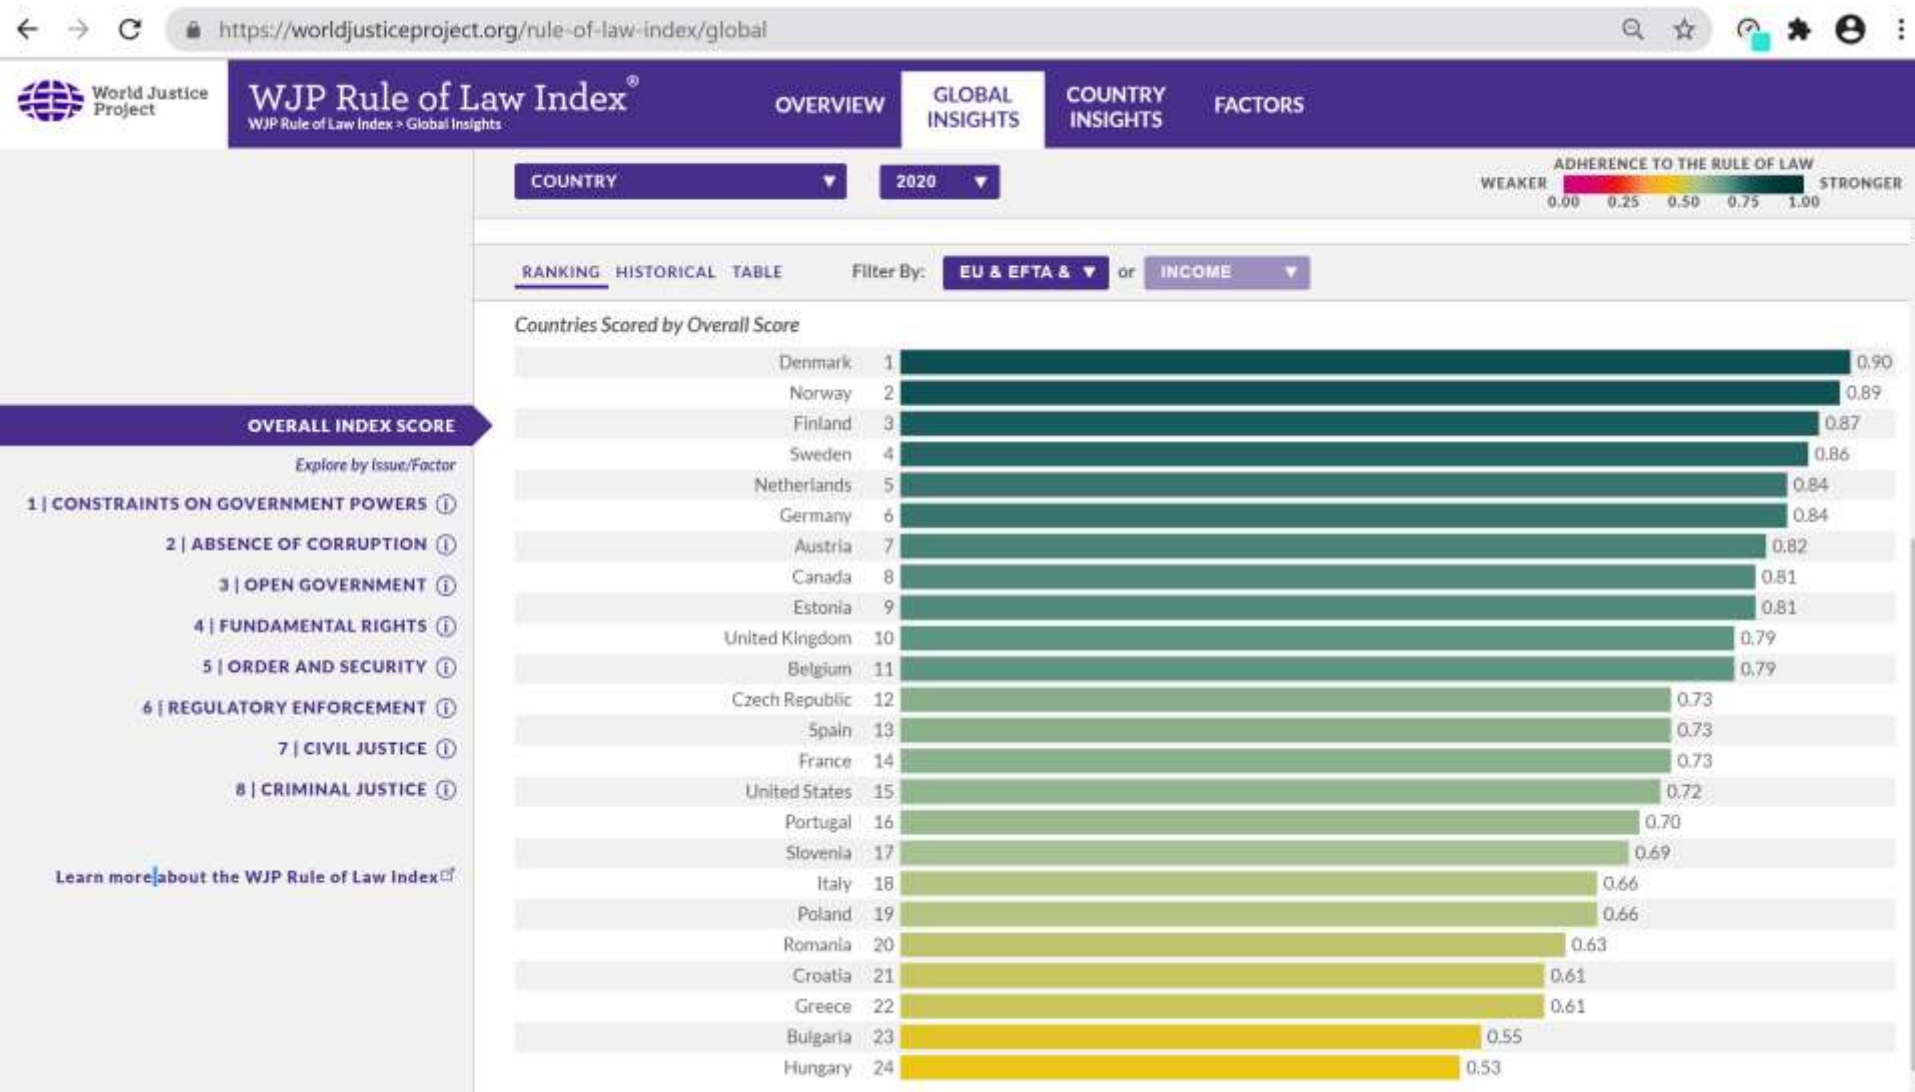 https://worldjusticeproject.org/rule-of-law-index/global
World Justice
Project
WJP Rule of Law Index®
WJP Rule of Law Index > Global Insights
OVERVIEW
GLOBAL
INSIGHTS
COUNTRY
INSIGHTS
FACTORS
COUNTRY ▼
2020 ▼
ADHERENCE TO THE RULE OF LAW
WEAKER STRONGER
0.00 0.25 0.50 0.75 1.00
RANKING HISTORICAL TABLE Filter By: EU & EFTA & ▼ or INCOME ▼
Countries Scored by Overall Score
OVERALL INDEX SCORE
Explore by Issue/Factor
1 | CONSTRAINTS ON GOVERNMENT POWERS
2 | ABSENCE OF CORRUPTION
3 | OPEN GOVERNMENT
4 | FUNDAMENTAL RIGHTS
5 | ORDER AND SECURITY
6 | REGULATORY ENFORCEMENT
7 | CIVIL JUSTICE
8 | CRIMINAL JUSTICE
Learn more about the WJP Rule of Law Index
Denmark 1 0.90
Norway 2 0.89
Finland 3 0.87
Sweden 4 0.86
Netherlands 5 0.84
Germany 6 0.84
Austria 7 0.82
Canada 8 0.81
Estonia 9 0.81
United Kingdom 10 0.79
Belgium 11 0.79
Czech Republic 12 0.73
Spain 13 0.73
France 14 0.73
United States 15 0.72
Portugal 16 0.70
Slovenia 17 0.69
Italy 18 0.66
Poland 19 0.66
Romania 20 0.63
Croatia 21 0.61
Greece 22 0.61
Bulgaria 23 0.55
Hungary 24 0.53